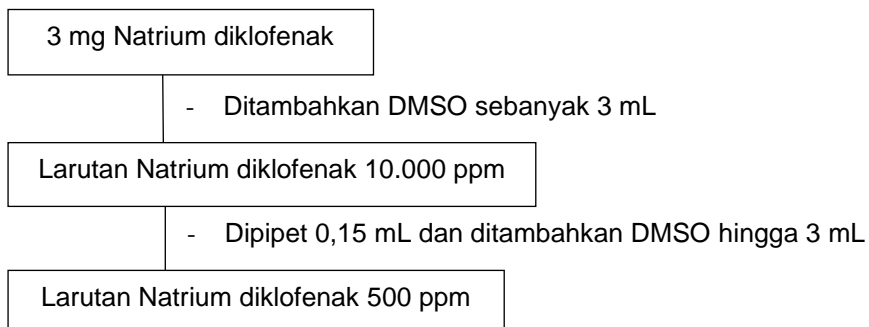 3 mg Natrium diklofenak
- Ditambahkan DMSO sebanyak 3 mL
Larutan Natrium diklofenak 10.000 ppm
- Dipipet 0,15 mL dan ditambahkan DMSO hingga 3 mL
Larutan Natrium diklofenak 500 ppm